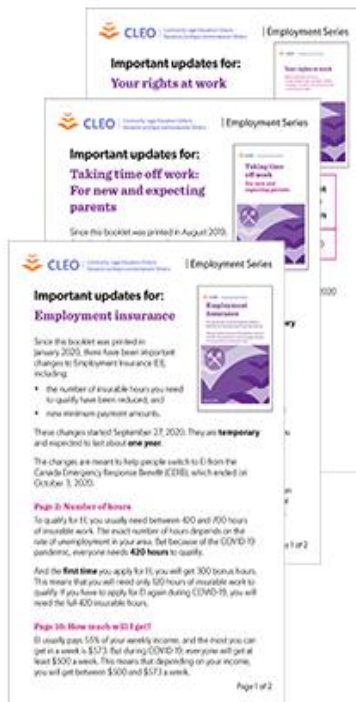 CLEO
Community Legal Education Ontario
Éducation juridique communautaire Ontario
| Employment Series
Important updates for:
Your rights at work
Your rights at work
CLEO
Community Legal Education Ontario
Éducation juridique communautaire Ontario
| Employment Series
Important updates for:
Taking time off work:
For new and expecting
parents
Since this booklet was printed in August 2019,
Taking time
off work
For new and expecting
parents
Page 1 of 2
CLEO
Community Legal Education Ontario
Éducation juridique communautaire Ontario
| Employment Series
Important updates for:
Employment insurance
Employment
Insurance
Since this booklet was printed in
January 2020, there have been important
changes to Employment Insurance (EI),
including:
• the number of insurable hours you need
to qualify have been reduced, and
• new minimum payment amounts.
These changes started September 27, 2020. They are temporary
and expected to last about one year.
The changes are meant to help people switch to EI from the
Canada Emergency Response Benefit (CERB), which ended on
October 3, 2020.
Page 2: Number of hours
To qualify for EI, you usually need between 400 and 700 hours
of insurable work. The exact number of hours depends on the
rate of unemployment in your area. But because of the COVID-19
pandemic, everyone needs 420 hours to qualify.
And the first time you apply for EI, you will get 300 bonus hours.
This means that you will need only 120 hours of insurable work to
qualify. If you have to apply for EI again during COVID-19, you will
need the full 420 insurable hours.
Page 10: How much will I get?
EI usually pays 55% of your weekly income, and the most you can
get in a week is $573. But during COVID-19, everyone will get at
least $500 a week. This means that depending on your income,
you will get between $500 and $573 a week.
Page 1 of 2